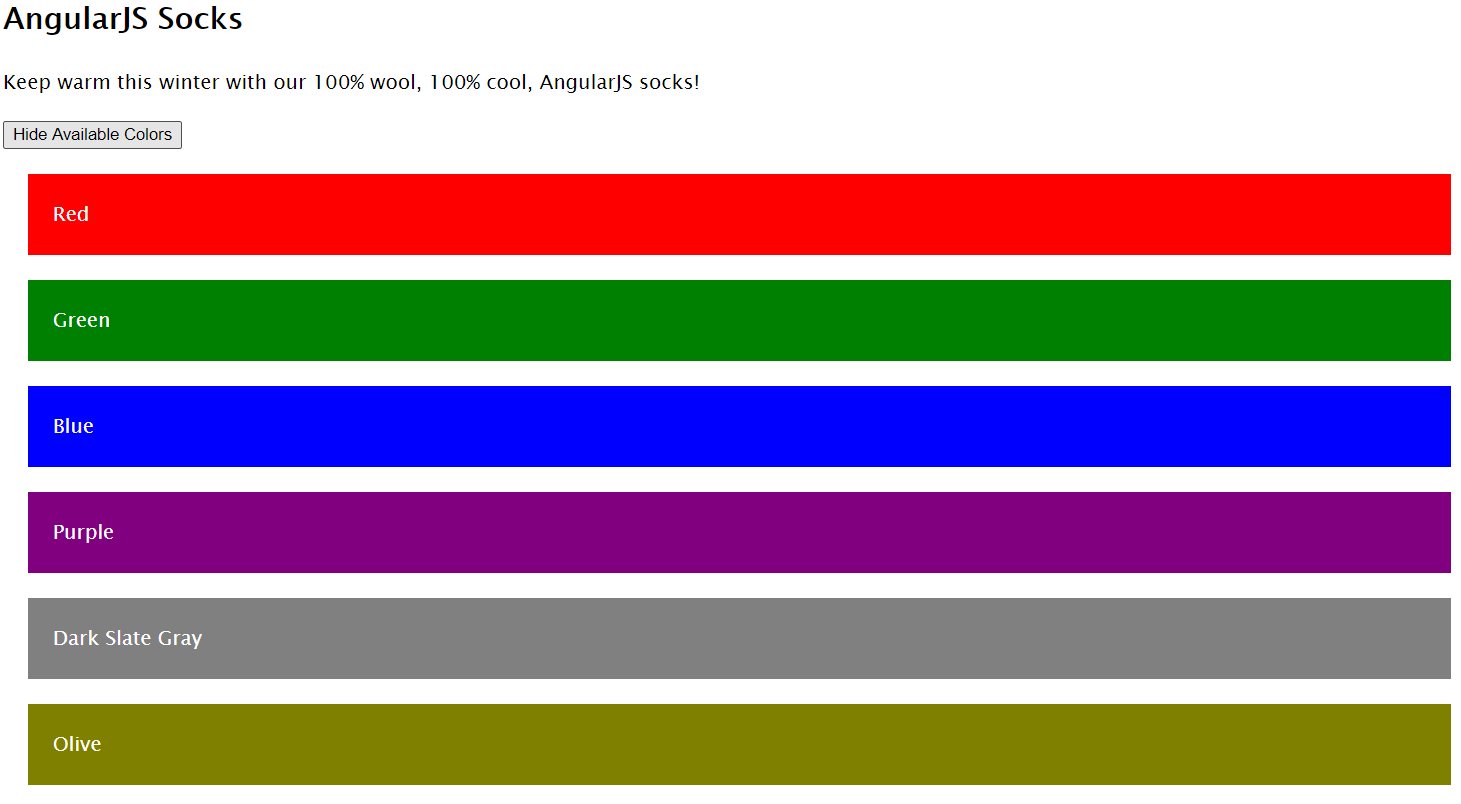 AngularJS Socks
Keep warm this winter with our 100% wool, 100% cool, AngularJS socks!
Hide Available Colors
Red
Green
Blue
Purple
Dark Slate Gray
Olive